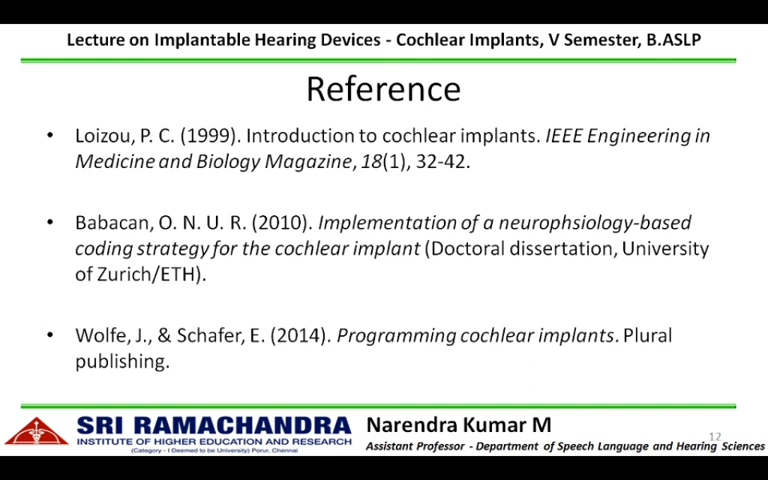 Lecture on Implantable Hearing Devices - Cochlear Implants, V Semester, B.ASLP
Reference
• Loizou, P. C. (1999). Introduction to cochlear implants. IEEE Engineering in
Medicine and Biology Magazine, 18(1), 32-42.
• Babacan, O. N. U. R. (2010). Implementation of a neurophsiology-based
coding strategy for the cochlear implant (Doctoral dissertation, University
of Zurich/ETH).
• Wolfe, J., & Schafer, E. (2014). Programming cochlear implants. Plural
publishing.
SRI RAMACHANDRA
INSTITUTE OF HIGHER EDUCATION AND RESEARCH
(Category - I Deemed to be University) Porur, Chennai
Narendra Kumar M
12
Assistant Professor - Department of Speech Language and Hearing Sciences